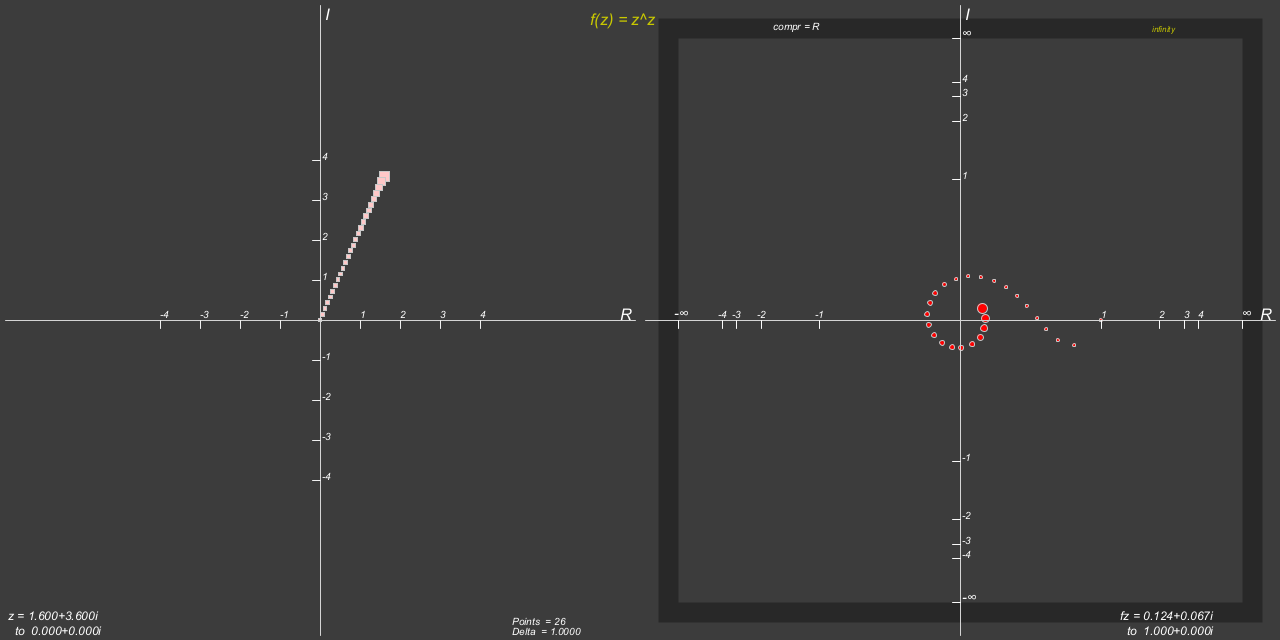 I
f(z) = z^z
4
3
2
1
-4 -3 -2 -1 1 2 3 4 R
-1
-2
-3
-4
z = 1.600+3.600i
to 0.000+0.000i
Points = 26
Delta = 1.0000
I
compr = R
infinity
∞
4
3
2
1
-∞ -4 -3 -2 -1 1 2 3 4 ∞ R
-1
-2
-3
-4
-∞
fz = 0.124+0.067i
to 1.000+0.000i